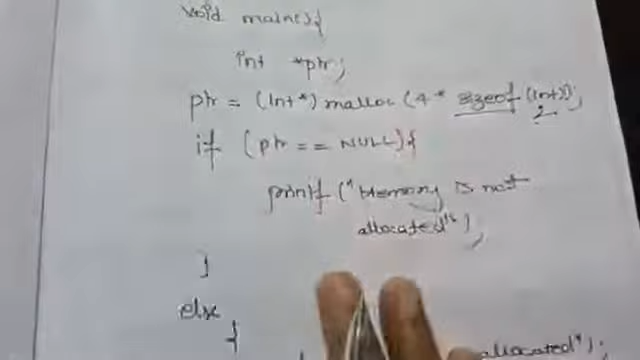 void main(){
int *ptr;
ptr = (int*) malloc (4* sizeof (int));
2
if (ptr == NULL){
printf ("Memory is not
allocated");
}
else
{
allocated");